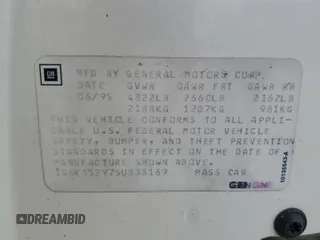 GM
MFD BY GENERAL MOTORS CORP.
DATE GVWR GAWR FRT GAWR RR
06/95 4822LB 2660LB 2162LB
2188KG 1207KG 981KG
THIS VEHICLE CONFORMS TO ALL APPLI-
CABLE U.S. FEDERAL MOTOR VEHICLE
SAFETY, BUMPER, AND THEFT PREVENTION
STANDARDS IN EFFECT ON THE DATE OF
MANUFACTURE SHOWN ABOVE.
PASS CAR
GENUINE
DREAMBID